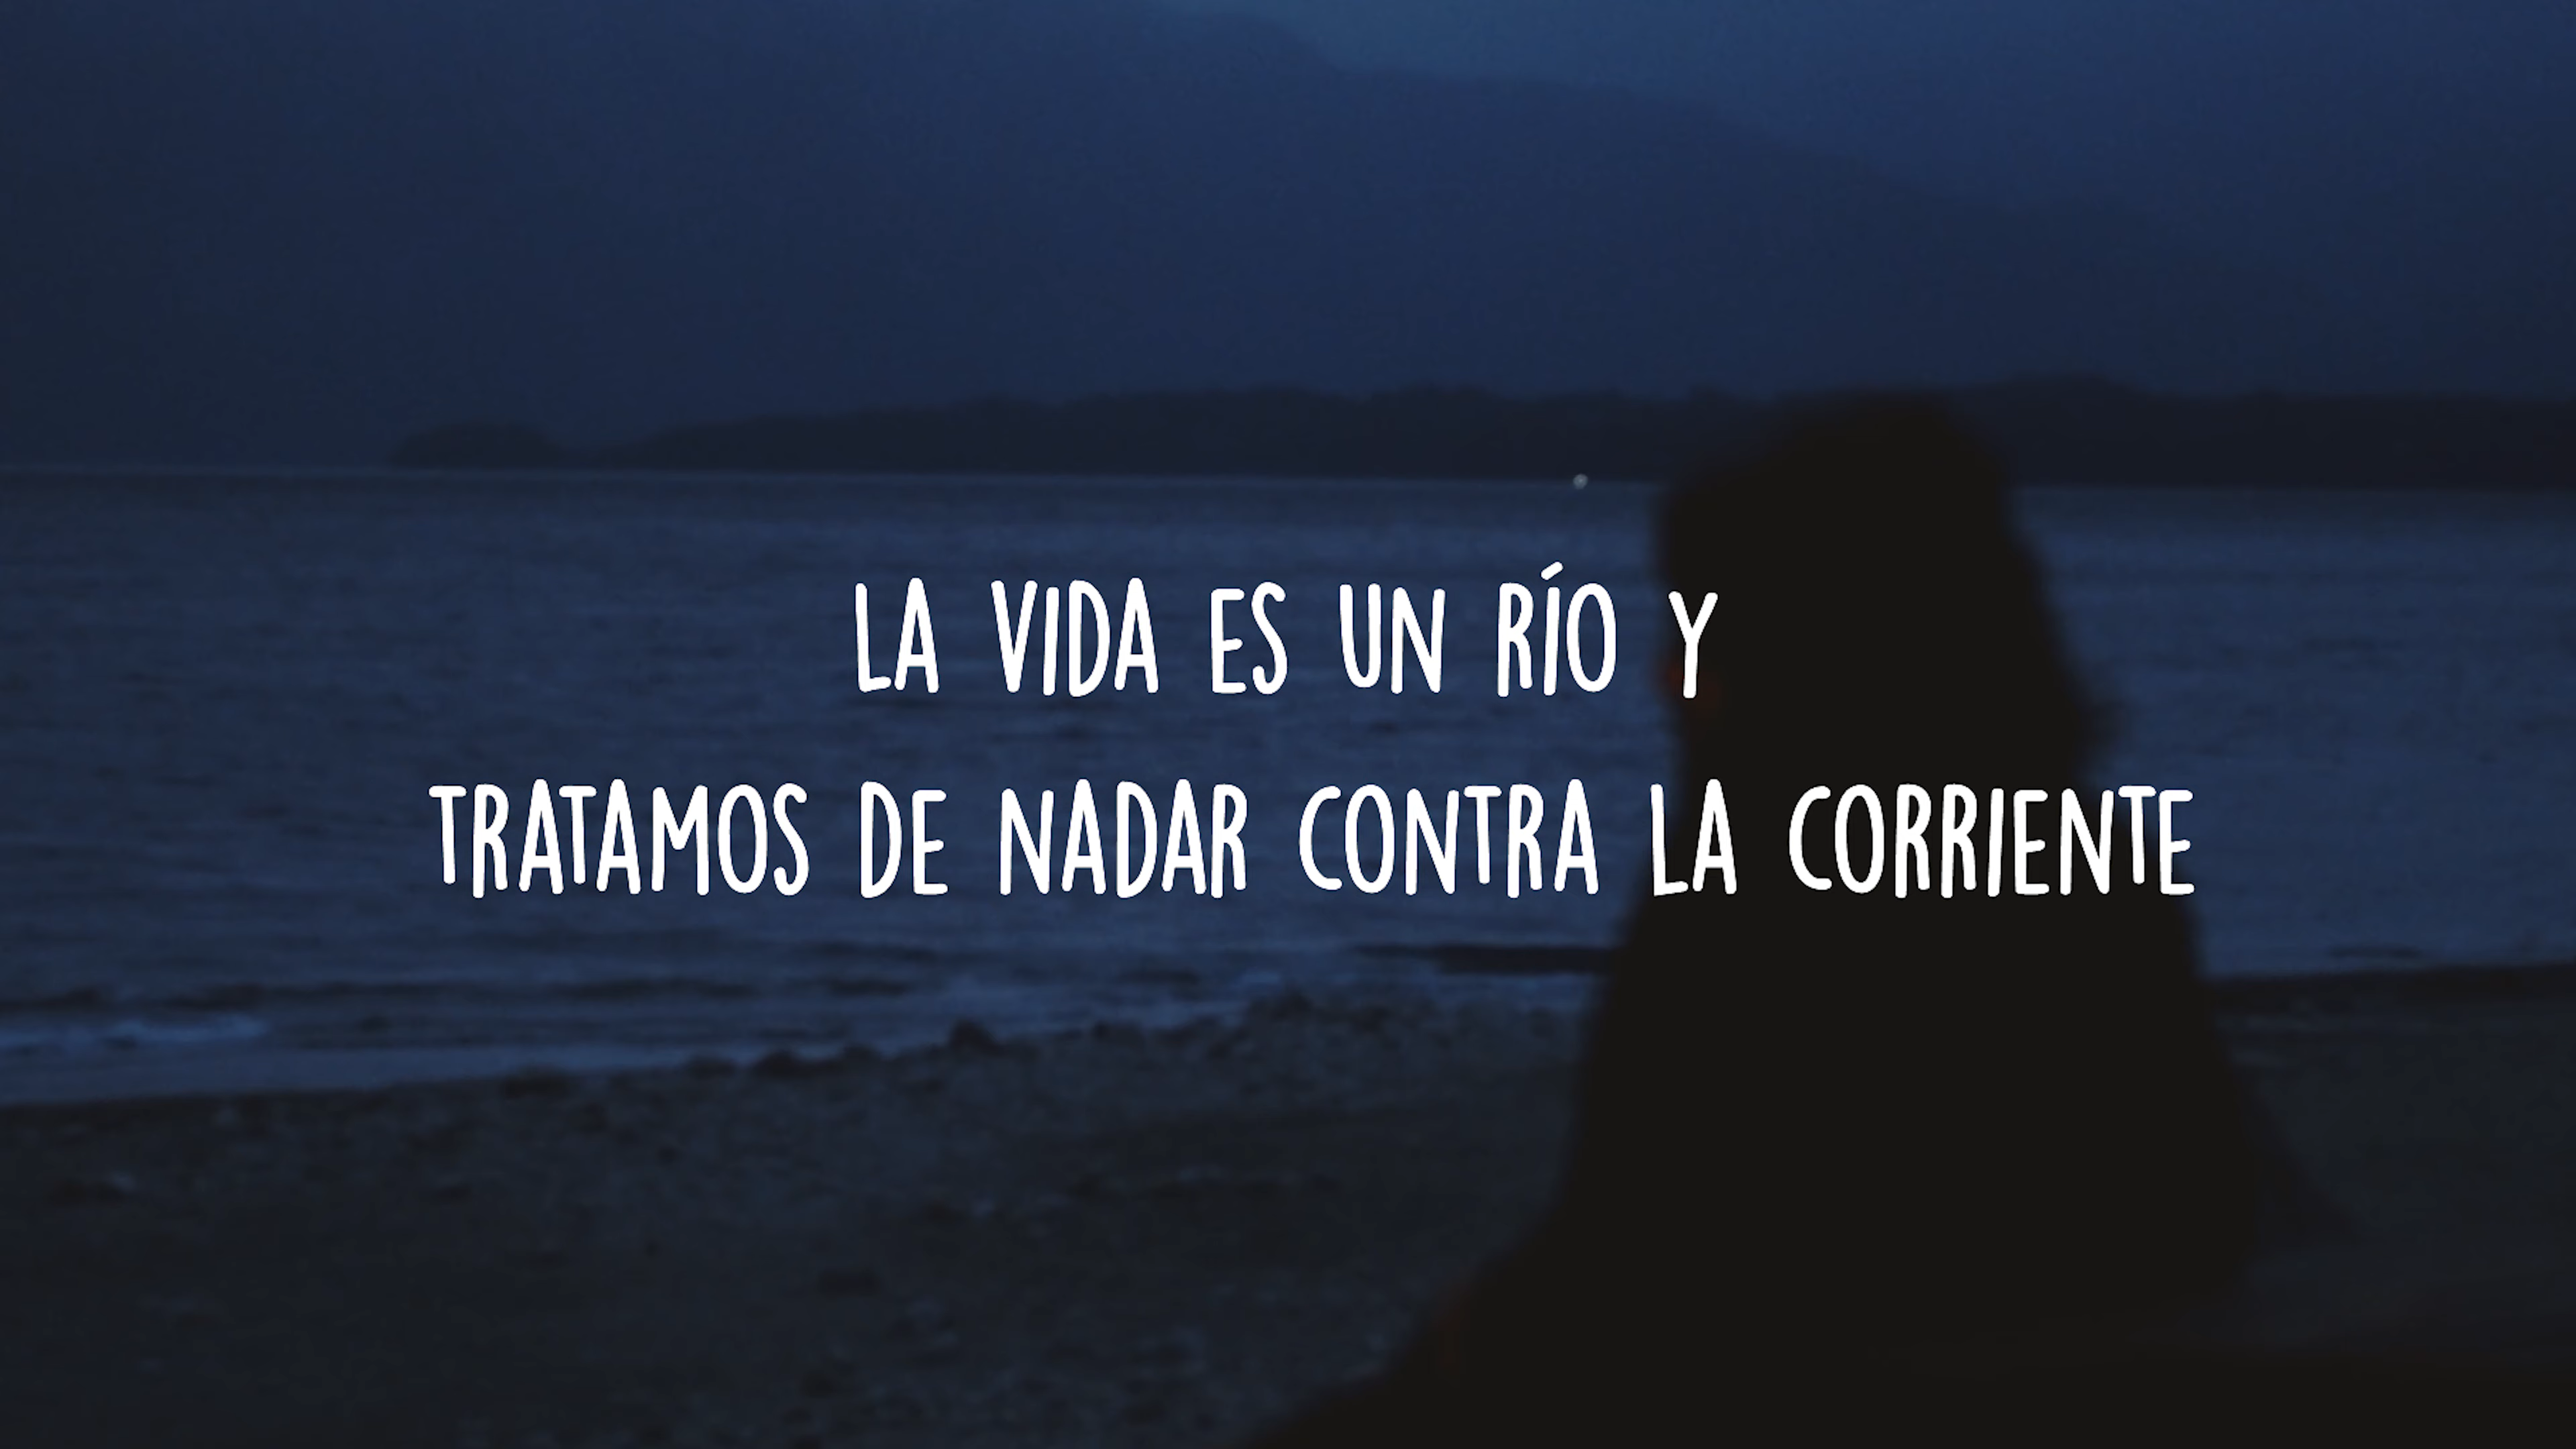 LA VIDA ES UN RÍO Y
TRATAMOS DE NADAR CONTRA LA CORRIENTE